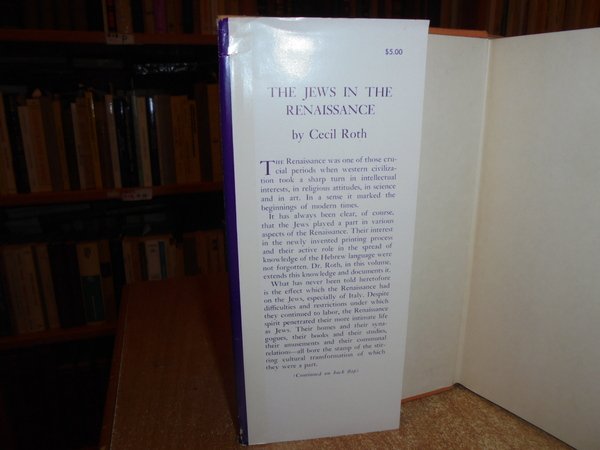 $5.00
THE JEWS IN THE
RENAISSANCE
by Cecil Roth
THE Renaissance was one of those cru-
cial periods when western civiliza-
tion took a sharp turn in intellectual
interests, in religious attitudes, in science
and in art. In a sense it marked the
beginnings of modern times.
It has always been clear, of course,
that the Jews played a part in various
aspects of the Renaissance. Their interest
in the newly invented printing process
and their active role in the spread of
knowledge of the Hebrew language were
not forgotten. Dr. Roth, in this volume,
extends this knowledge and documents it.
What has never been told heretofore
is the effect which the Renaissance had
on the Jews, especially of Italy. Despite
difficulties and restrictions under which
they continued to labor, the Renaissance
spirit penetrated their more intimate life
as Jews. Their homes and their syna-
gogues, their books and their studies,
their amusements and their communal
relations—all bore the stamp of the stir-
ring cultural transformation of which
they were a part.
(Continued on back flap)